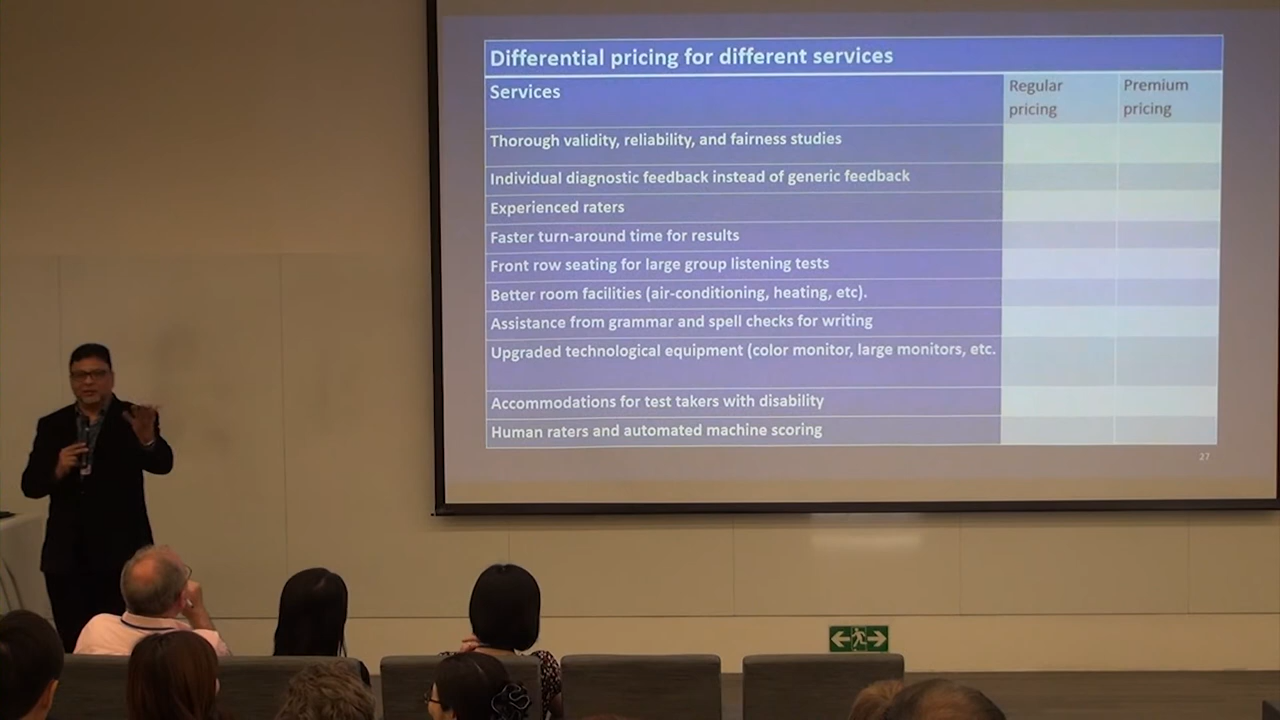 Differential pricing for different services
Services
Regular
pricing
Premium
pricing
Thorough validity, reliability, and fairness studies
Individual diagnostic feedback instead of generic feedback
Experienced raters
Faster turn-around time for results
Front row seating for large group listening tests
Better room facilities (air-conditioning, heating, etc).
Assistance from grammar and spell checks for writing
Upgraded technological equipment (color monitor, large monitors, etc.
Accommodations for test takers with disability
Human raters and automated machine scoring
27